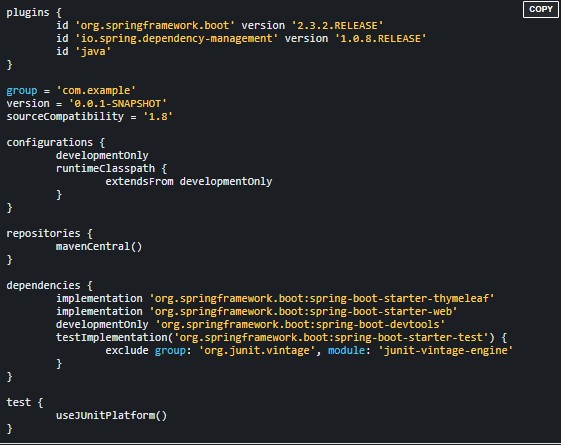 COPY
plugins {
	id 'org.springframework.boot' version '2.3.2.RELEASE'
	id 'io.spring.dependency-management' version '1.0.8.RELEASE'
	id 'java'
}

group = 'com.example'
version = '0.0.1-SNAPSHOT'
sourceCompatibility = '1.8'

configurations {
	developmentOnly
	runtimeClasspath {
		extendsFrom developmentOnly
	}
}

repositories {
	mavenCentral()
}

dependencies {
	implementation 'org.springframework.boot:spring-boot-starter-thymeleaf'
	implementation 'org.springframework.boot:spring-boot-starter-web'
	developmentOnly 'org.springframework.boot:spring-boot-devtools'
	testImplementation('org.springframework.boot:spring-boot-starter-test') {
		exclude group: 'org.junit.vintage', module: 'junit-vintage-engine'
	}
}

test {
	useJUnitPlatform()
}